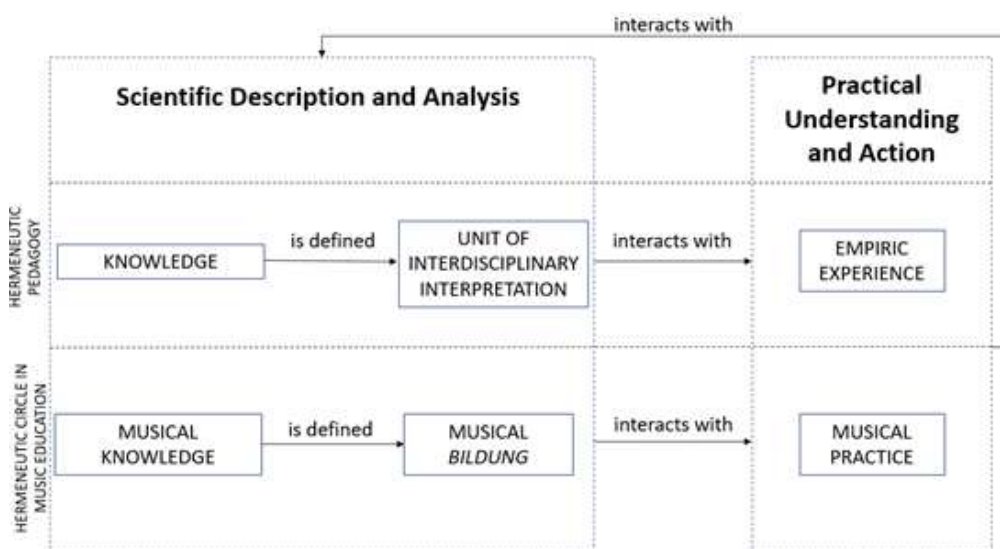 interacts with
Scientific Description and Analysis
Practical
Understanding
and Action
HERMENEUTIC
PEDAGOGY
KNOWLEDGE
is defined
UNIT OF
INTERDISCIPLINARY
INTERPRETATION
interacts with
EMPIRIC
EXPERIENCE
HERMENEUTIC CIRCLE IN
MUSIC EDUCATION
MUSICAL
KNOWLEDGE
is defined
MUSICAL
BILDUNG
interacts with
MUSICAL
PRACTICE